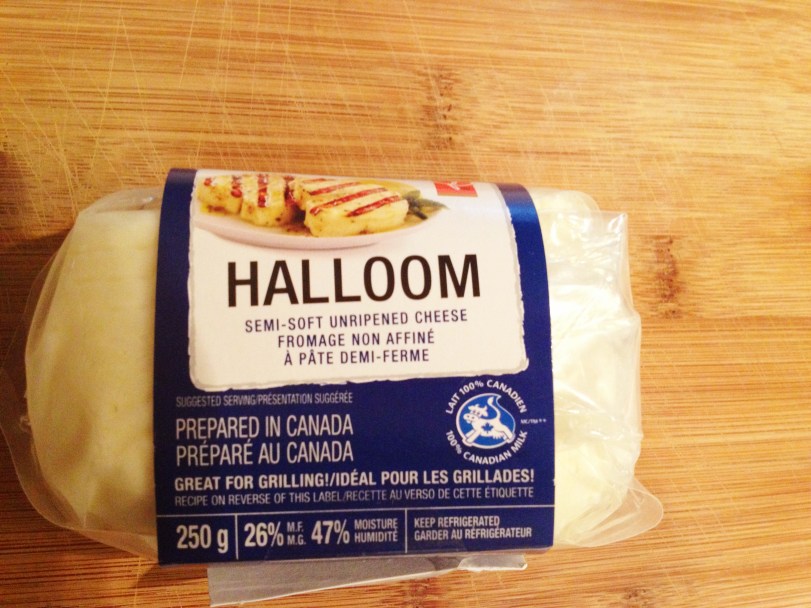 HALLOOM
SEMI-SOFT UNRIPENED CHEESE
FROMAGE NON AFFINÉ
À PÂTE DEMI-FERME
SUGGESTED SERVING/PRÉSENTATION SUGGÉRÉE
PREPARED IN CANADA
PRÉPARÉ AU CANADA
LAIT 100% CANADIEN
100% CANADIAN MILK
GREAT FOR GRILLING!/IDÉAL POUR LES GRILLADES!
RECIPE ON REVERSE OF THIS LABEL/RECETTE AU VERSO DE CETTE ÉTIQUETTE
250 g 26% M.F. M.G. 47% MOISTURE HUMIDITÉ KEEP REFRIGERATED
GARDER AU RÉFRIGÉRATEUR